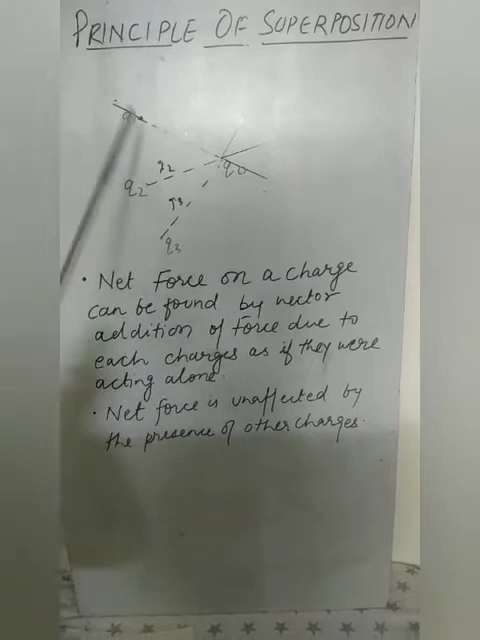 PRINCIPLE OF SUPERPOSITION
q2
q0
q2
q3
• Net Force on a charge
can be found by vector
addition of Force due to
each charges as if they were
acting alone.
• Net force is unaffected by
the presence of other charges.